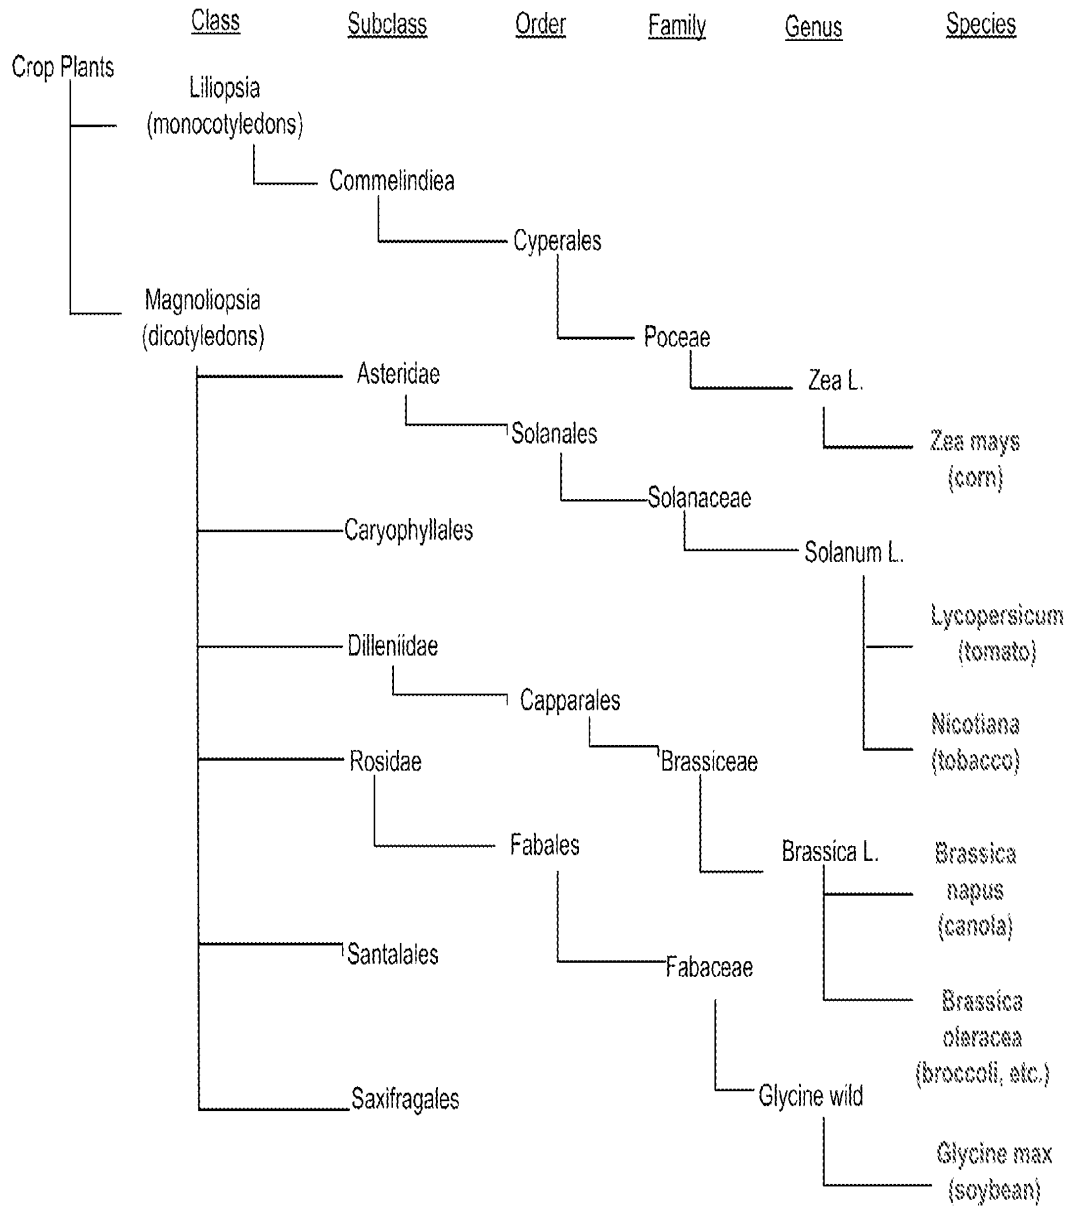 Class Subclass Order Family Genus Species
Crop Plants
Liliopsia
(monocotyledons)
Commelindiea
Cyperales
Magnoliopsia
(dicotyledons)
Poceae
Asteridae
Zea L.
Solanales
Zea mays
(corn)
Solanaceae
Caryophyllales
Solanum L.
Lycopersicum
(tomato)
Dilleniidae
Capparales
Nicotiana
(tobacco)
Rosidae
Brassiceae
Fabales
Brassica L.
Brassica
napus
(canola)
Santalales
Fabaceae
Brassica
oleracea
(broccoli, etc.)
Saxifragales
Glycine wild
Glycine max
(soybean)